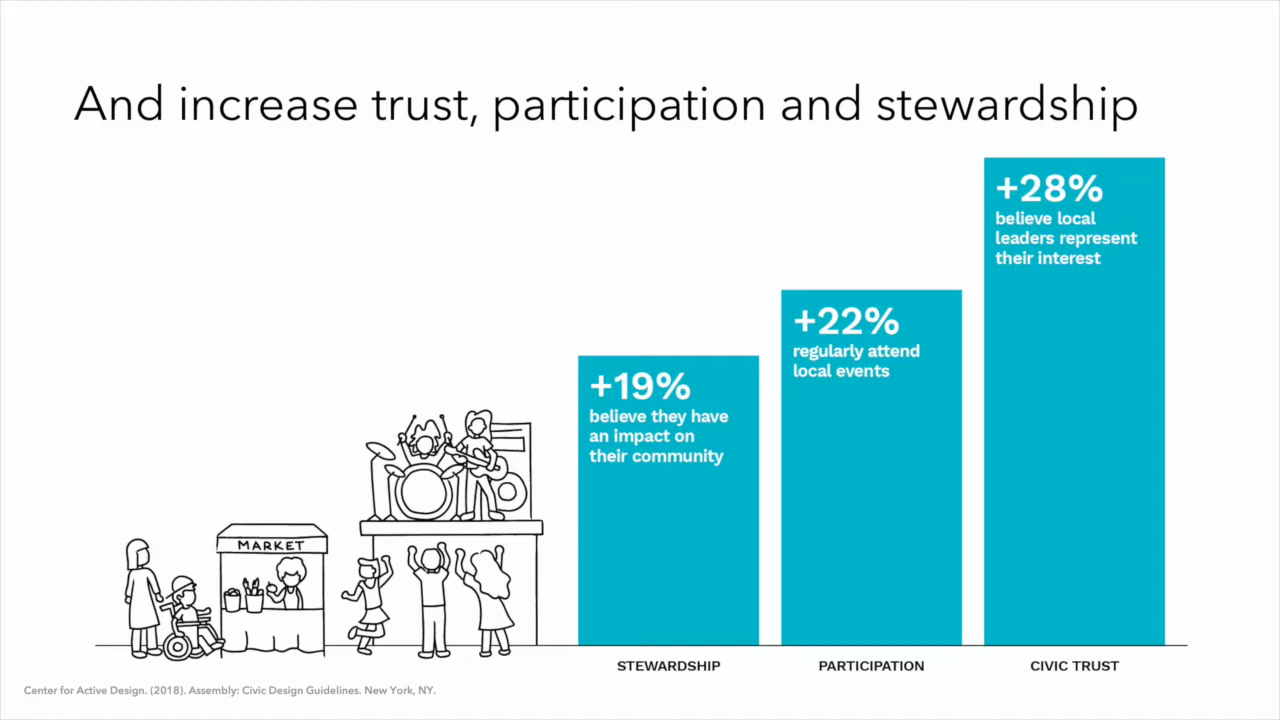 And increase trust, participation and stewardship
+28%
believe local
leaders represent
their interest
+22%
regularly attend
local events
+19%
believe they have
an impact on
their community
MARKET
STEWARDSHIP
PARTICIPATION
CIVIC TRUST
Center for Active Design. (2018). Assembly: Civic Design Guidelines. New York, NY.